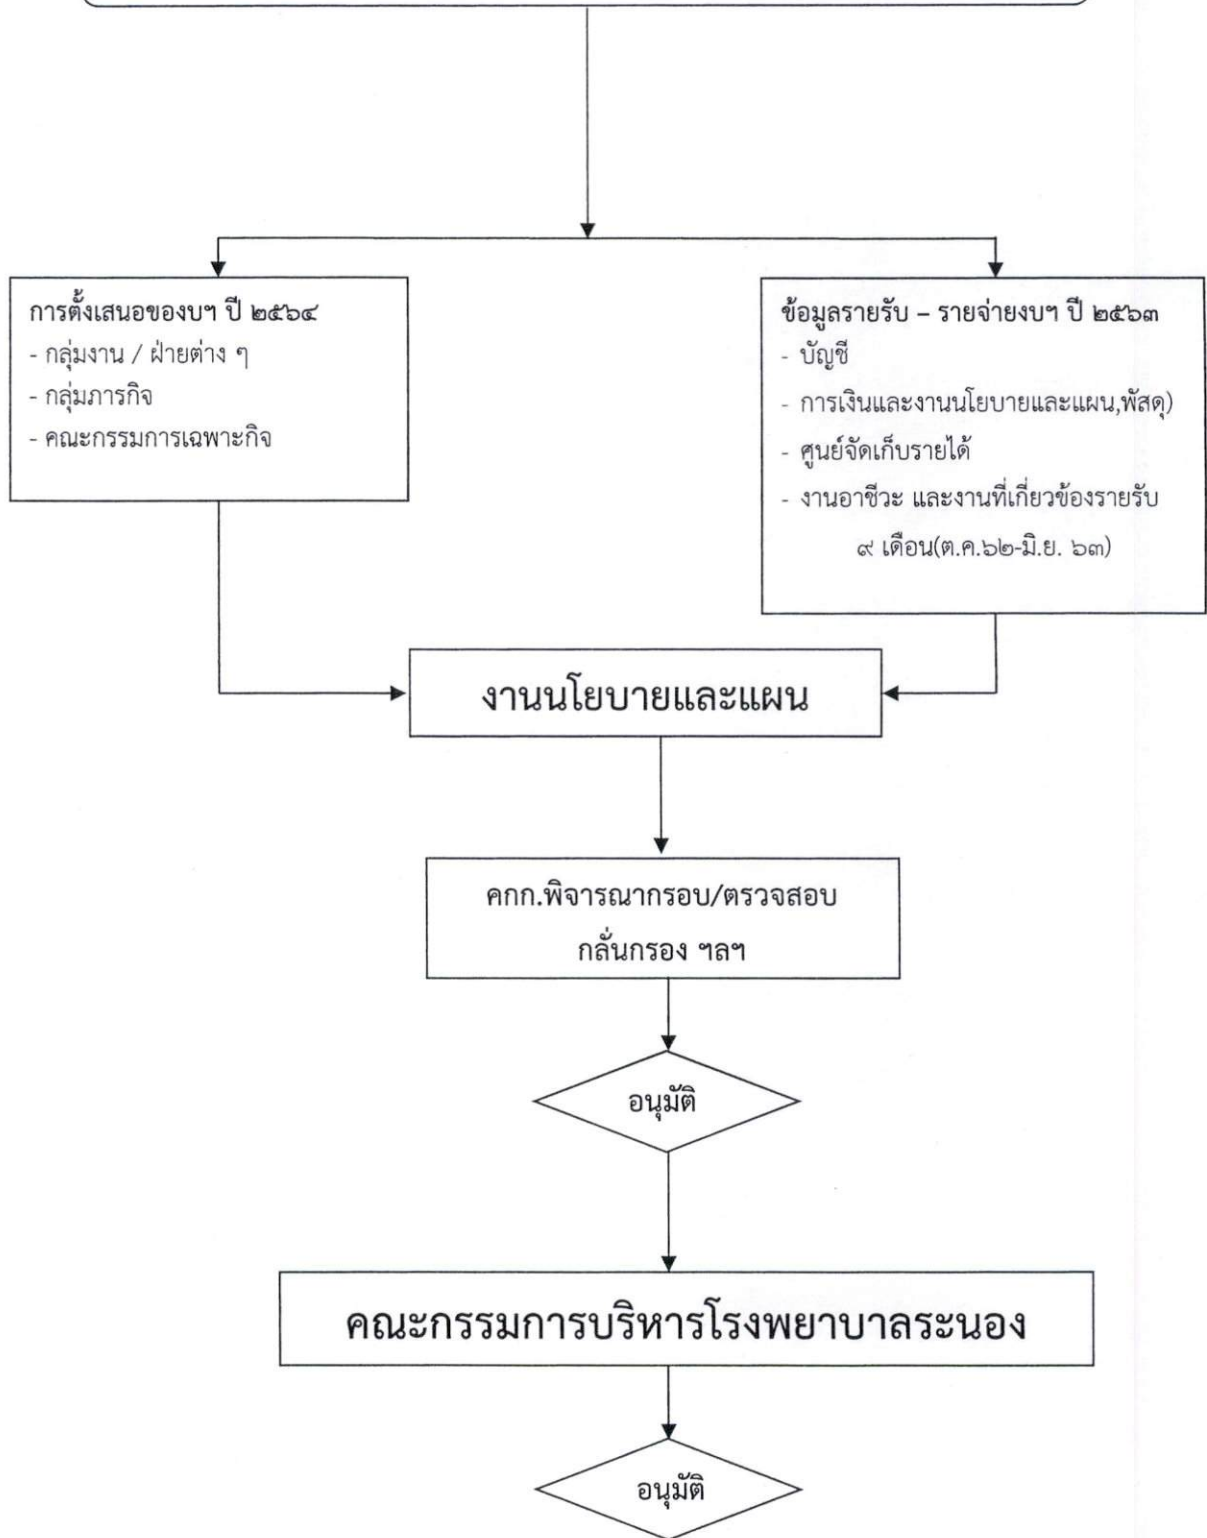 การตั้งเสนอของบฯ ปี ๒๕๖๔
- กลุ่มงาน / ฝ่ายต่าง ๆ
- กลุ่มภารกิจ
- คณะกรรมการเฉพาะกิจ
ข้อมูลรายรับ – รายจ่ายงบฯ ปี ๒๕๖๓
- บัญชี
- การเงินและงานนโยบายและแผน,พัสดุ)
- ศูนย์จัดเก็บรายได้
- งานอาชีวะ และงานที่เกี่ยวข้องรายรับ
๙ เดือน(ต.ค.๖๒-มิ.ย. ๖๓)
งานนโยบายและแผน
คกก.พิจารณากรอบ/ตรวจสอบ
กลั่นกรอง ฯลฯ
อนุมัติ
คณะกรรมการบริหารโรงพยาบาลระนอง
อนุมัติ